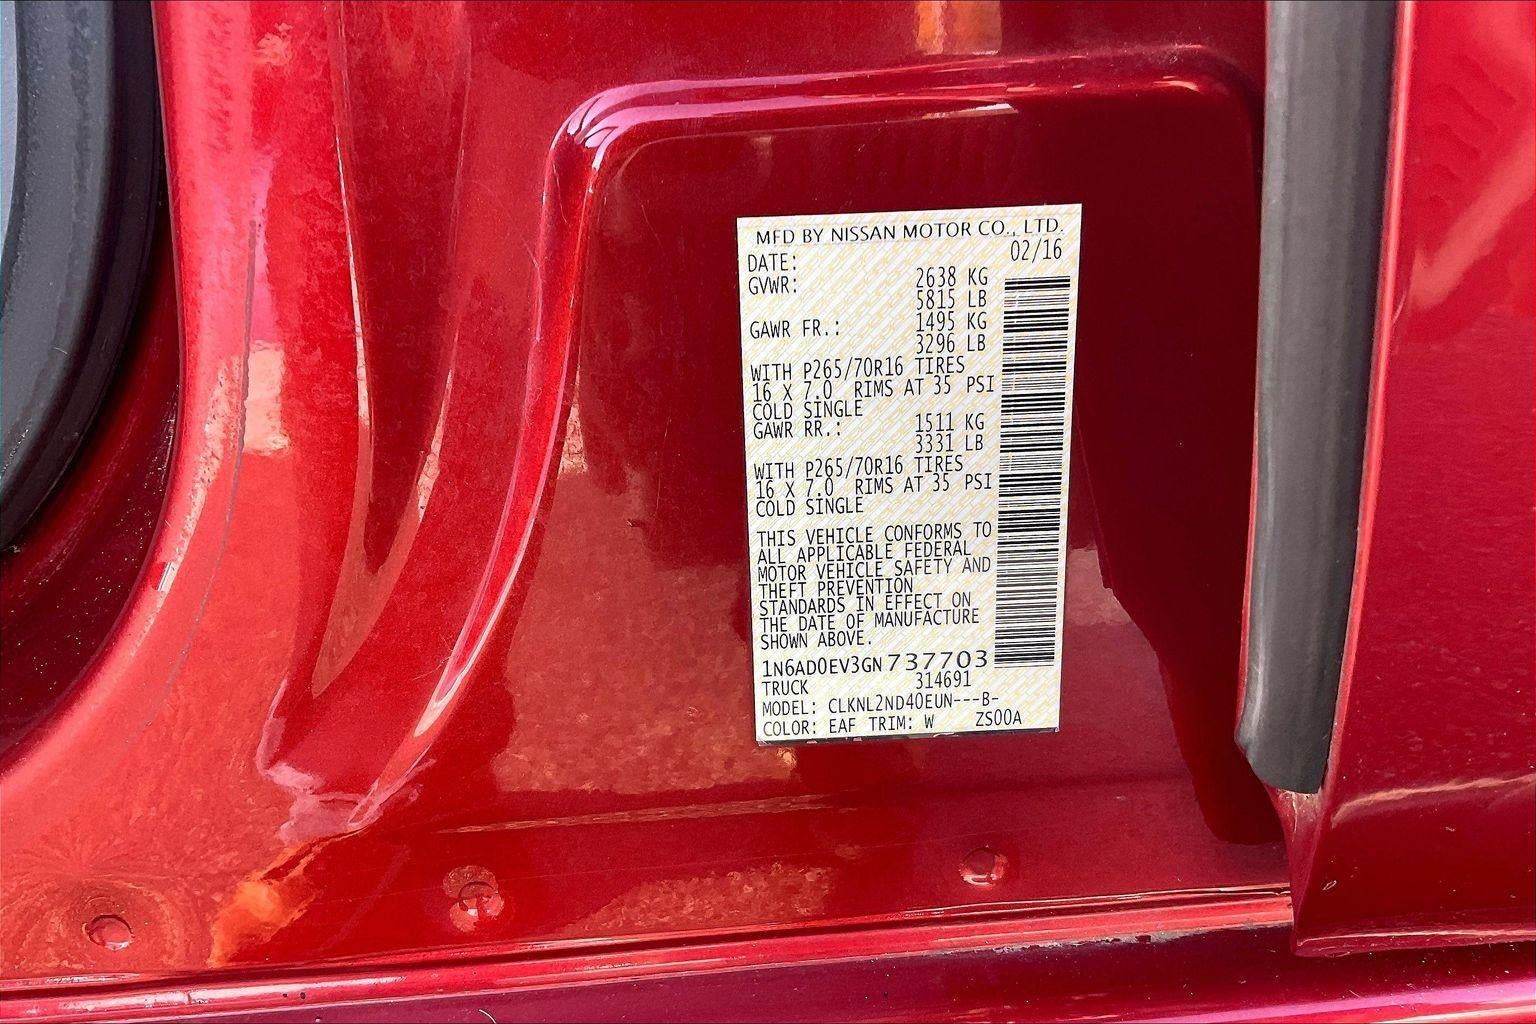 MFD BY NISSAN MOTOR CO., LTD.
DATE: 02/16
GVWR: 2638 KG
5815 LB
GAWR FR.: 1495 KG
3296 LB
WITH P265/70R16 TIRES
16 X 7.0 RIMS AT 35 PSI
COLD SINGLE
GAWR RR.: 1511 KG
3331 LB
WITH P265/70R16 TIRES
16 X 7.0 RIMS AT 35 PSI
COLD SINGLE
THIS VEHICLE CONFORMS TO
ALL APPLICABLE FEDERAL
MOTOR VEHICLE SAFETY AND
THEFT PREVENTION
STANDARDS IN EFFECT ON
THE DATE OF MANUFACTURE
SHOWN ABOVE.
1N6AD0EV3GN737703
TRUCK 314691
MODEL: CLKNL2ND40EUN---B-
COLOR: EAF TRIM: W ZS00A